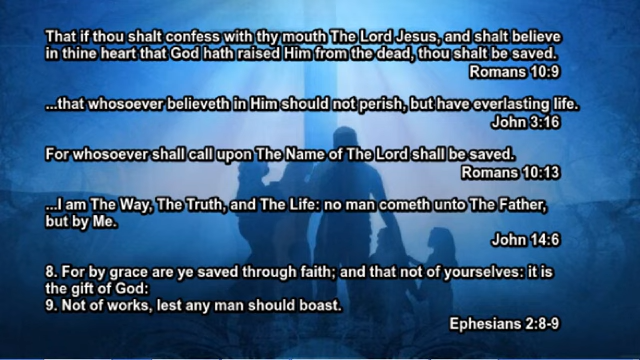 That if thou shalt confess with thy mouth The Lord Jesus, and shalt believe
in thine heart that God hath raised Him from the dead, thou shalt be saved.
Romans 10:9
...that whosoever believeth in Him should not perish, but have everlasting life.
John 3:16
For whosoever shall call upon The Name of The Lord shall be saved.
Romans 10:13
...I am The Way, The Truth, and The Life: no man cometh unto The Father,
but by Me.
John 14:6
8. For by grace are ye saved through faith; and that not of yourselves: it is
the gift of God:
9. Not of works, lest any man should boast.
Ephesians 2:8-9